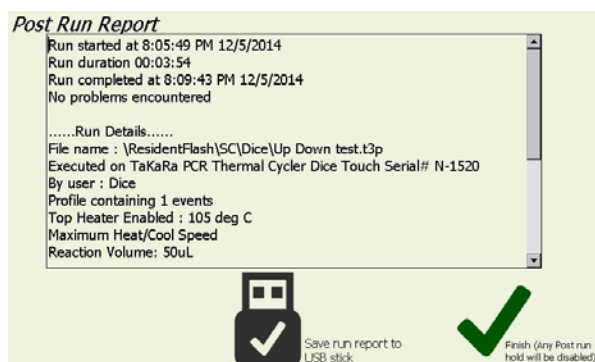 Post Run Report
Run started at 8:05:49 PM 12/5/2014
Run duration 00:03:54
Run completed at 8:09:43 PM 12/5/2014
No problems encountered
......Run Details......
File name : \ResidentFlash\SC\Dice\Up Down test.t3p
Executed on TaKaRa PCR Thermal Cycler Dice Touch Serial# N-1520
By user : Dice
Profile containing 1 events
Top Heater Enabled : 105 deg C
Maximum Heat/Cool Speed
Reaction Volume: 50uL
Save run report to
USB stick
Finish (Any Post run
hold will be disabled)